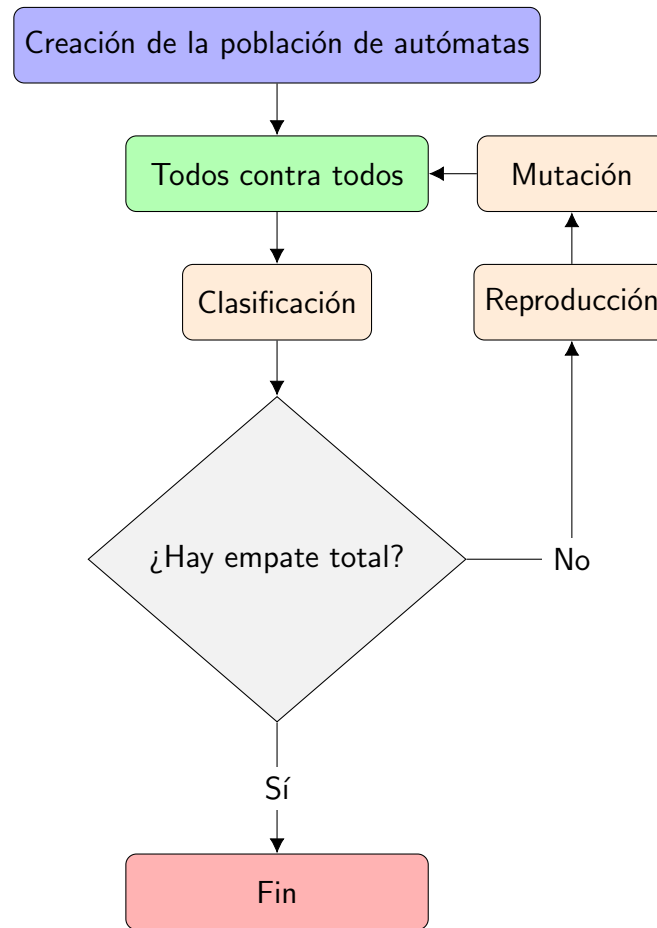 Creación de la población de autómatas
Todos contra todos
Mutación
Clasificación
Reproducción
¿Hay empate total?
No
Sí
Fin